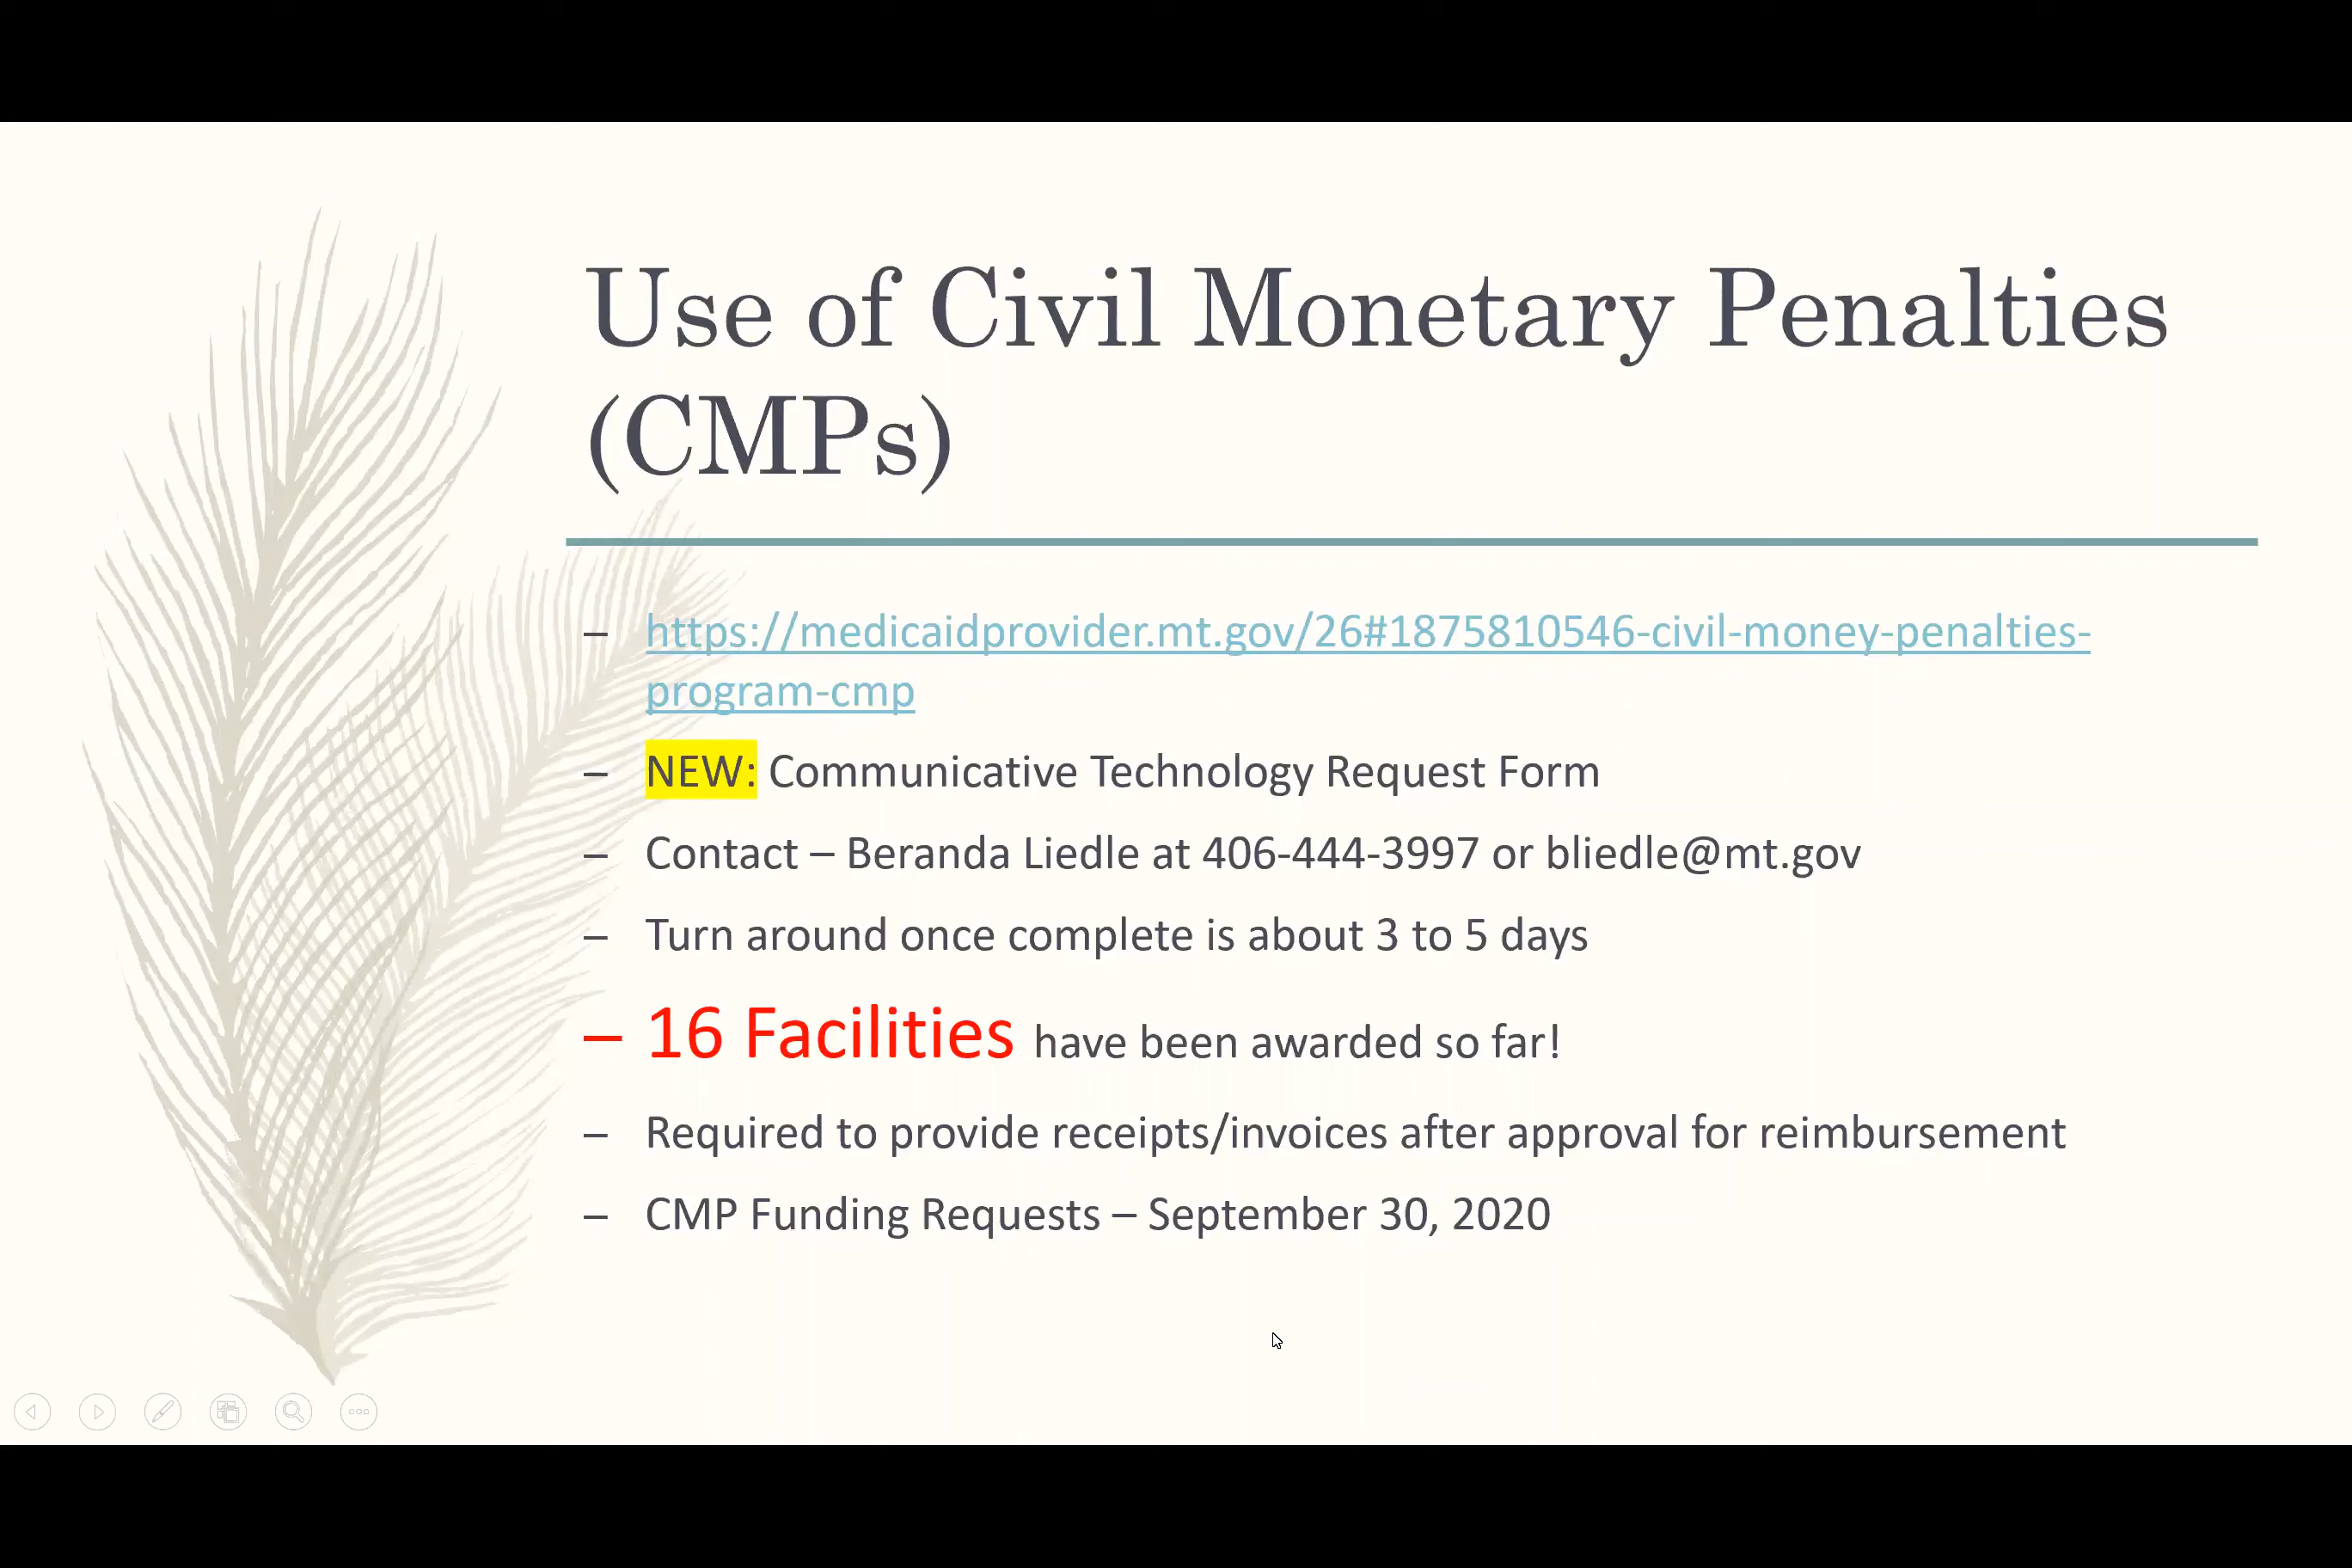 Use of Civil Monetary Penalties
(CMPs)
– https://medicaidprovider.mt.gov/26#1875810546-civil-money-penalties-
program-cmp
– NEW: Communicative Technology Request Form
– Contact – Beranda Liedle at 406-444-3997 or bliedle@mt.gov
– Turn around once complete is about 3 to 5 days
– 16 Facilities have been awarded so far!
– Required to provide receipts/invoices after approval for reimbursement
– CMP Funding Requests – September 30, 2020